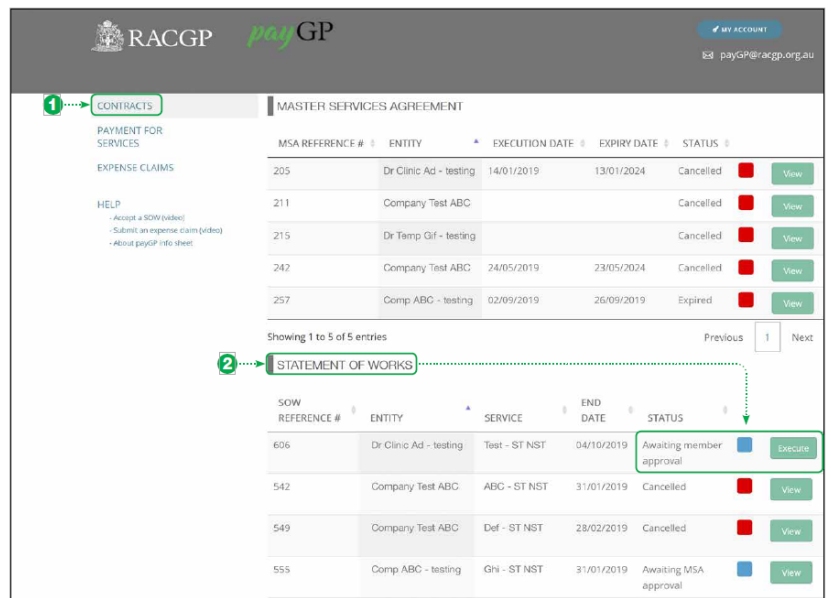 RACGP payGP
MY ACCOUNT
payGP@racgp.org.au
1
CONTRACTS
PAYMENT FOR
SERVICES
EXPENSE CLAIMS
HELP
- Accept a SOW (video)
- Submit an expense claim (video)
- About payGP info sheet
MASTER SERVICES AGREEMENT
MSA REFERENCE # ENTITY EXECUTION DATE EXPIRY DATE STATUS
205 Dr Clinic Ad - testing 14/01/2019 13/01/2024 Cancelled View
211 Company Test ABC Cancelled View
215 Dr Temp Gif - testing Cancelled View
242 Company Test ABC 24/05/2019 23/05/2024 Cancelled View
257 Comp ABC - testing 02/09/2019 26/09/2019 Expired View
Showing 1 to 5 of 5 entries Previous 1 Next
2
STATEMENT OF WORKS
SOW
REFERENCE # ENTITY SERVICE END
DATE STATUS
606 Dr Clinic Ad - testing Test - ST NST 04/10/2019 Awaiting member
approval Execute
542 Company Test ABC ABC - ST NST 31/01/2019 Cancelled View
549 Company Test ABC Def - ST NST 28/02/2019 Cancelled View
555 Comp ABC - testing Ghi - ST NST 31/01/2019 Awaiting MSA
approval View